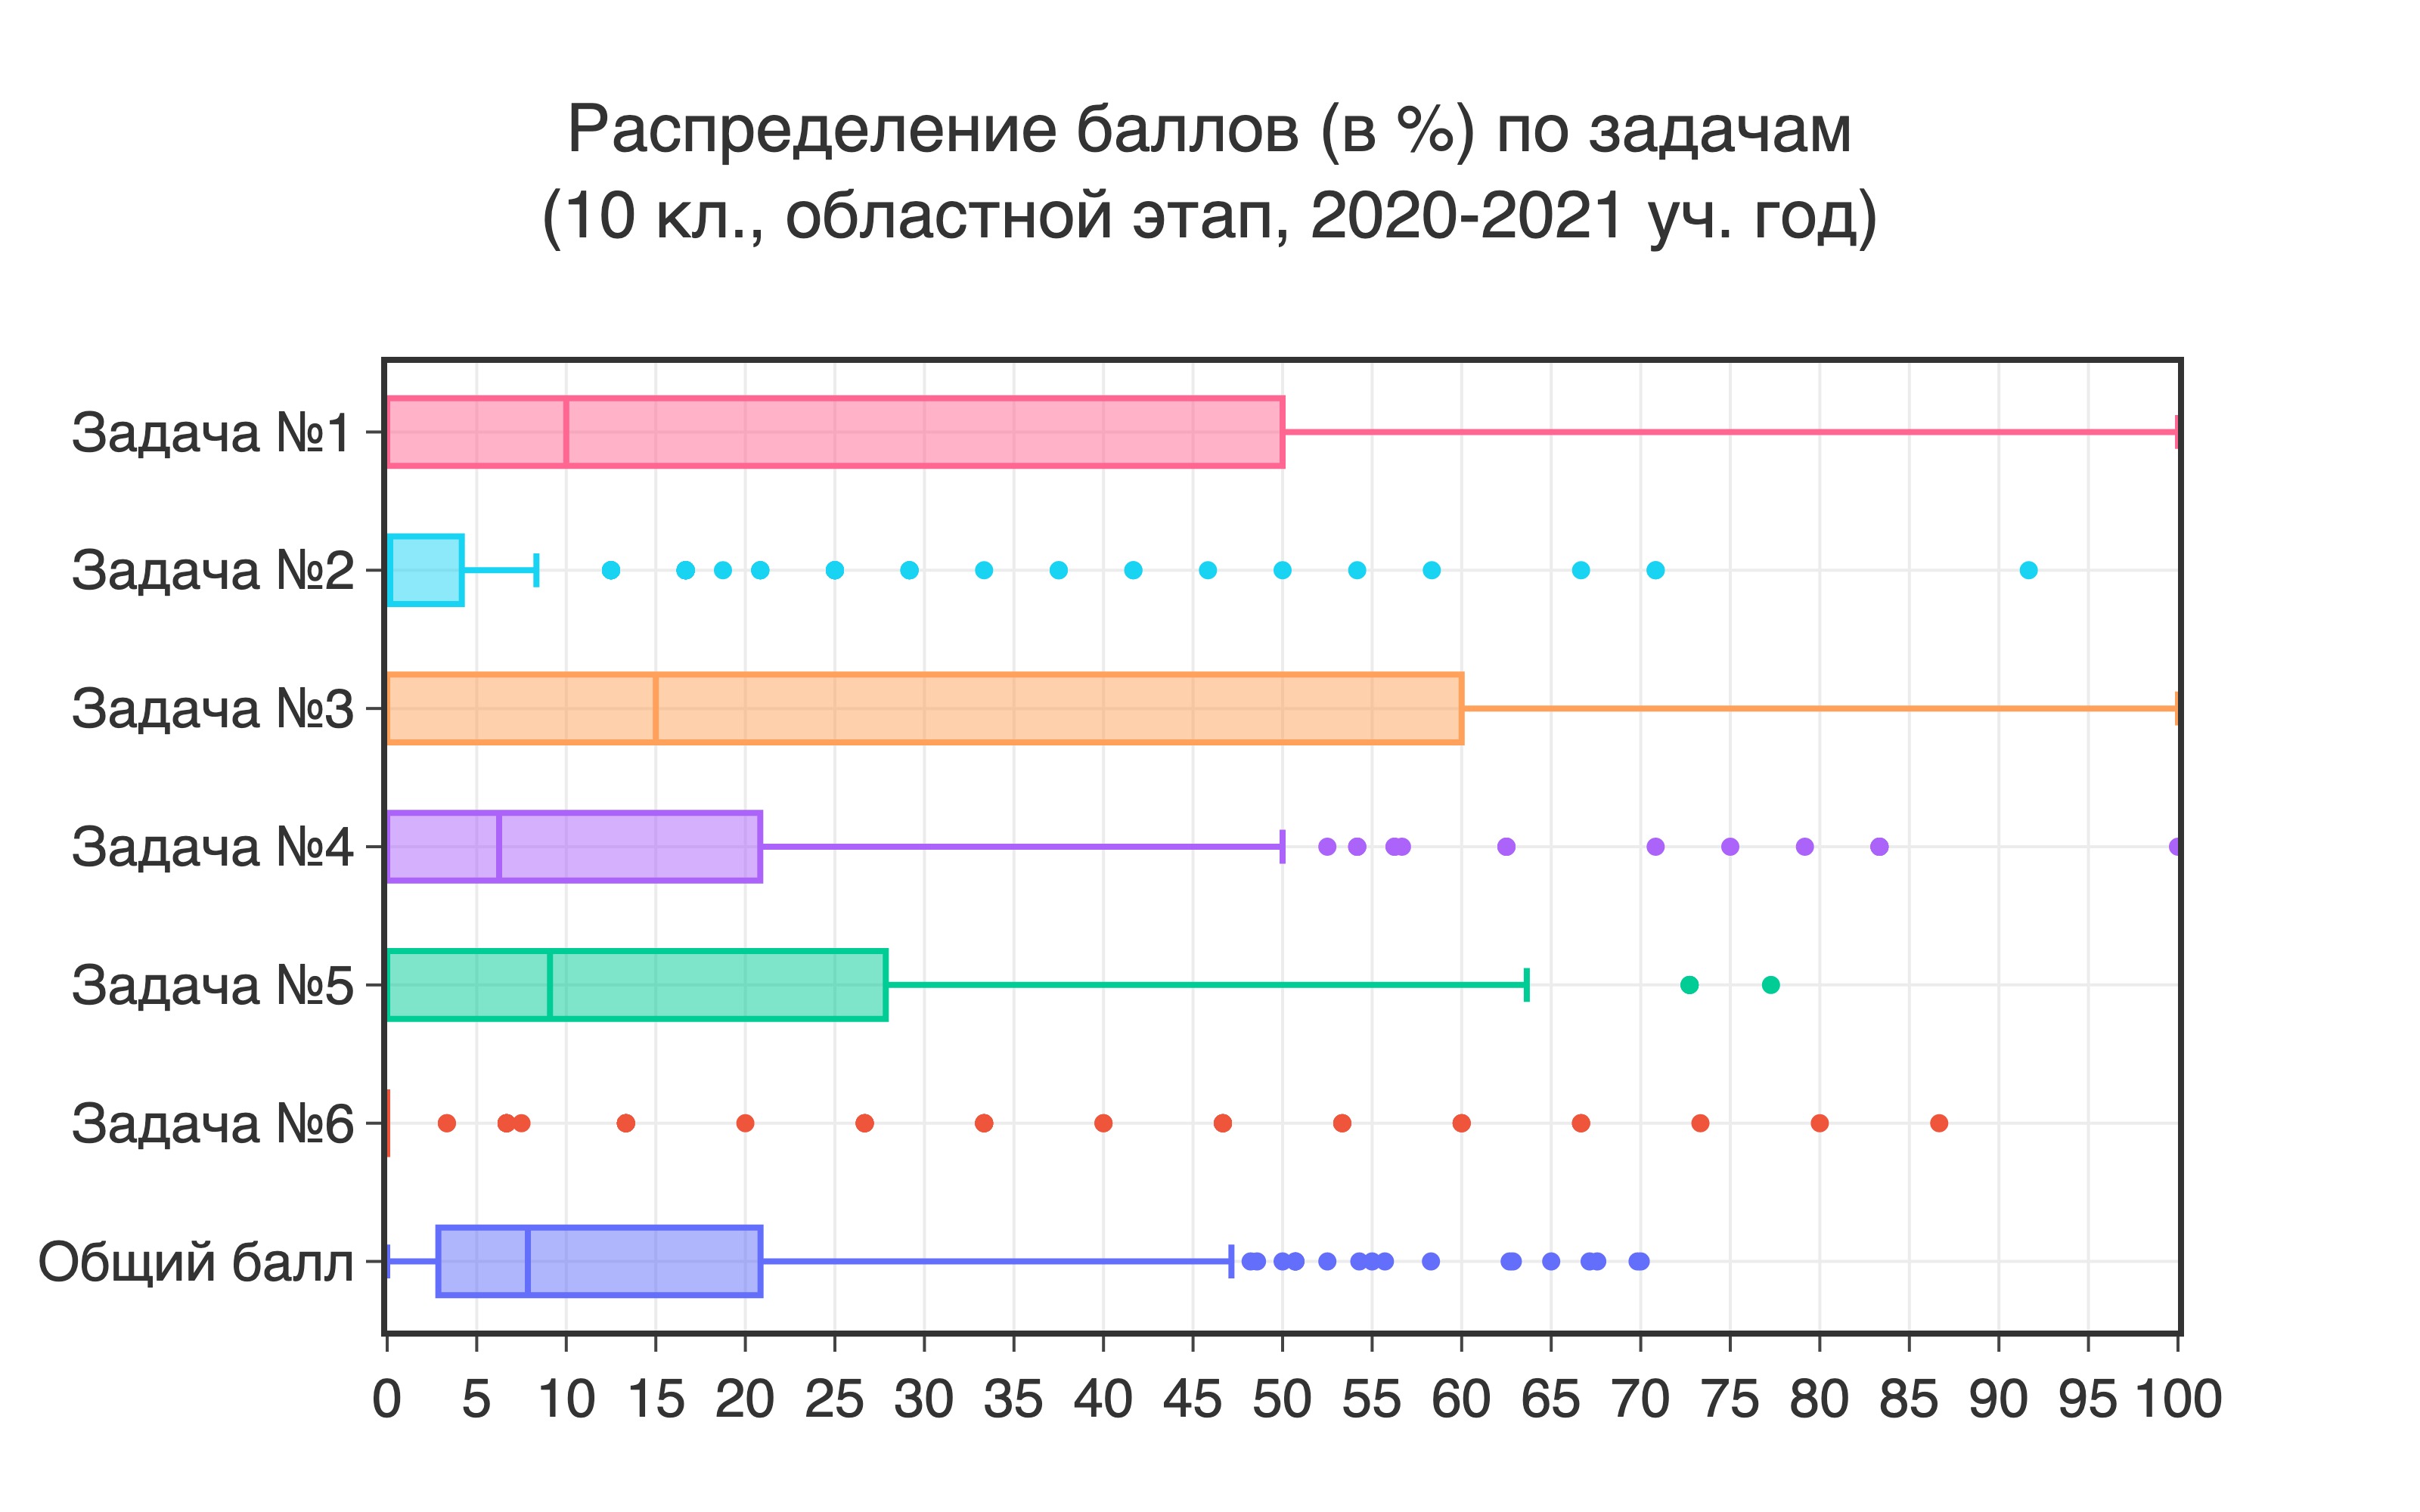 Распределение баллов (в %) по задачам
(10 кл., областной этап, 2020-2021 уч. год)
Задача №1
Задача №2
Задача №3
Задача №4
Задача №5
Задача №6
Общий балл
0 5 10 15 20 25 30 35 40 45 50 55 60 65 70 75 80 85 90 95 100